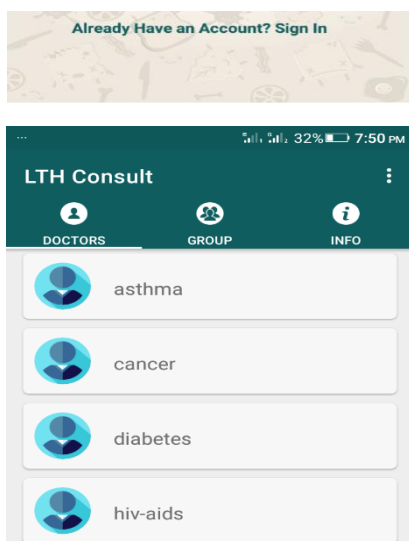 Already Have an Account? Sign In
... 32% 7:50 PM
LTH Consult
DOCTORS GROUP INFO
asthma
cancer
diabetes
hiv-aids